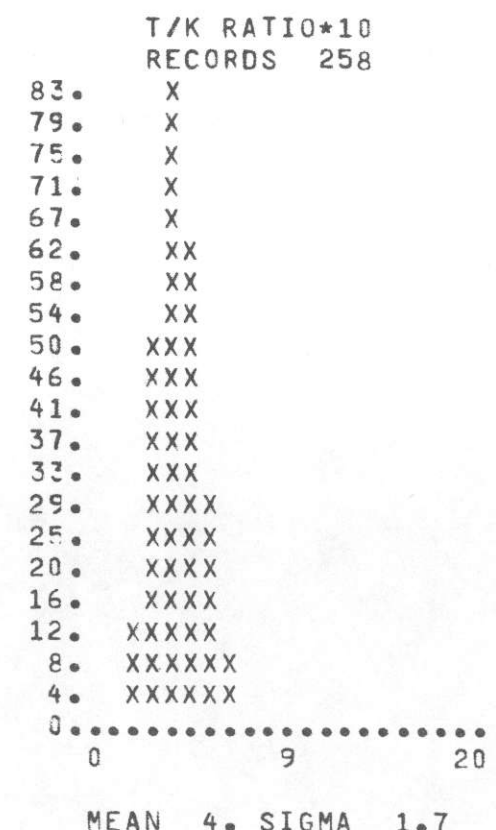 T/K RATIO*10
RECORDS 258
83. X
79. X
75. X
71. X
67. X
62. XX
58. XX
54. XX
50. XXX
46. XXX
41. XXX
37. XXX
33. XXX
29. XXXX
25. XXXX
20. XXXX
16. XXXX
12. XXXXX
8. XXXXXX
4. XXXXXX
0......................
0 9 20
MEAN 4. SIGMA 1.7